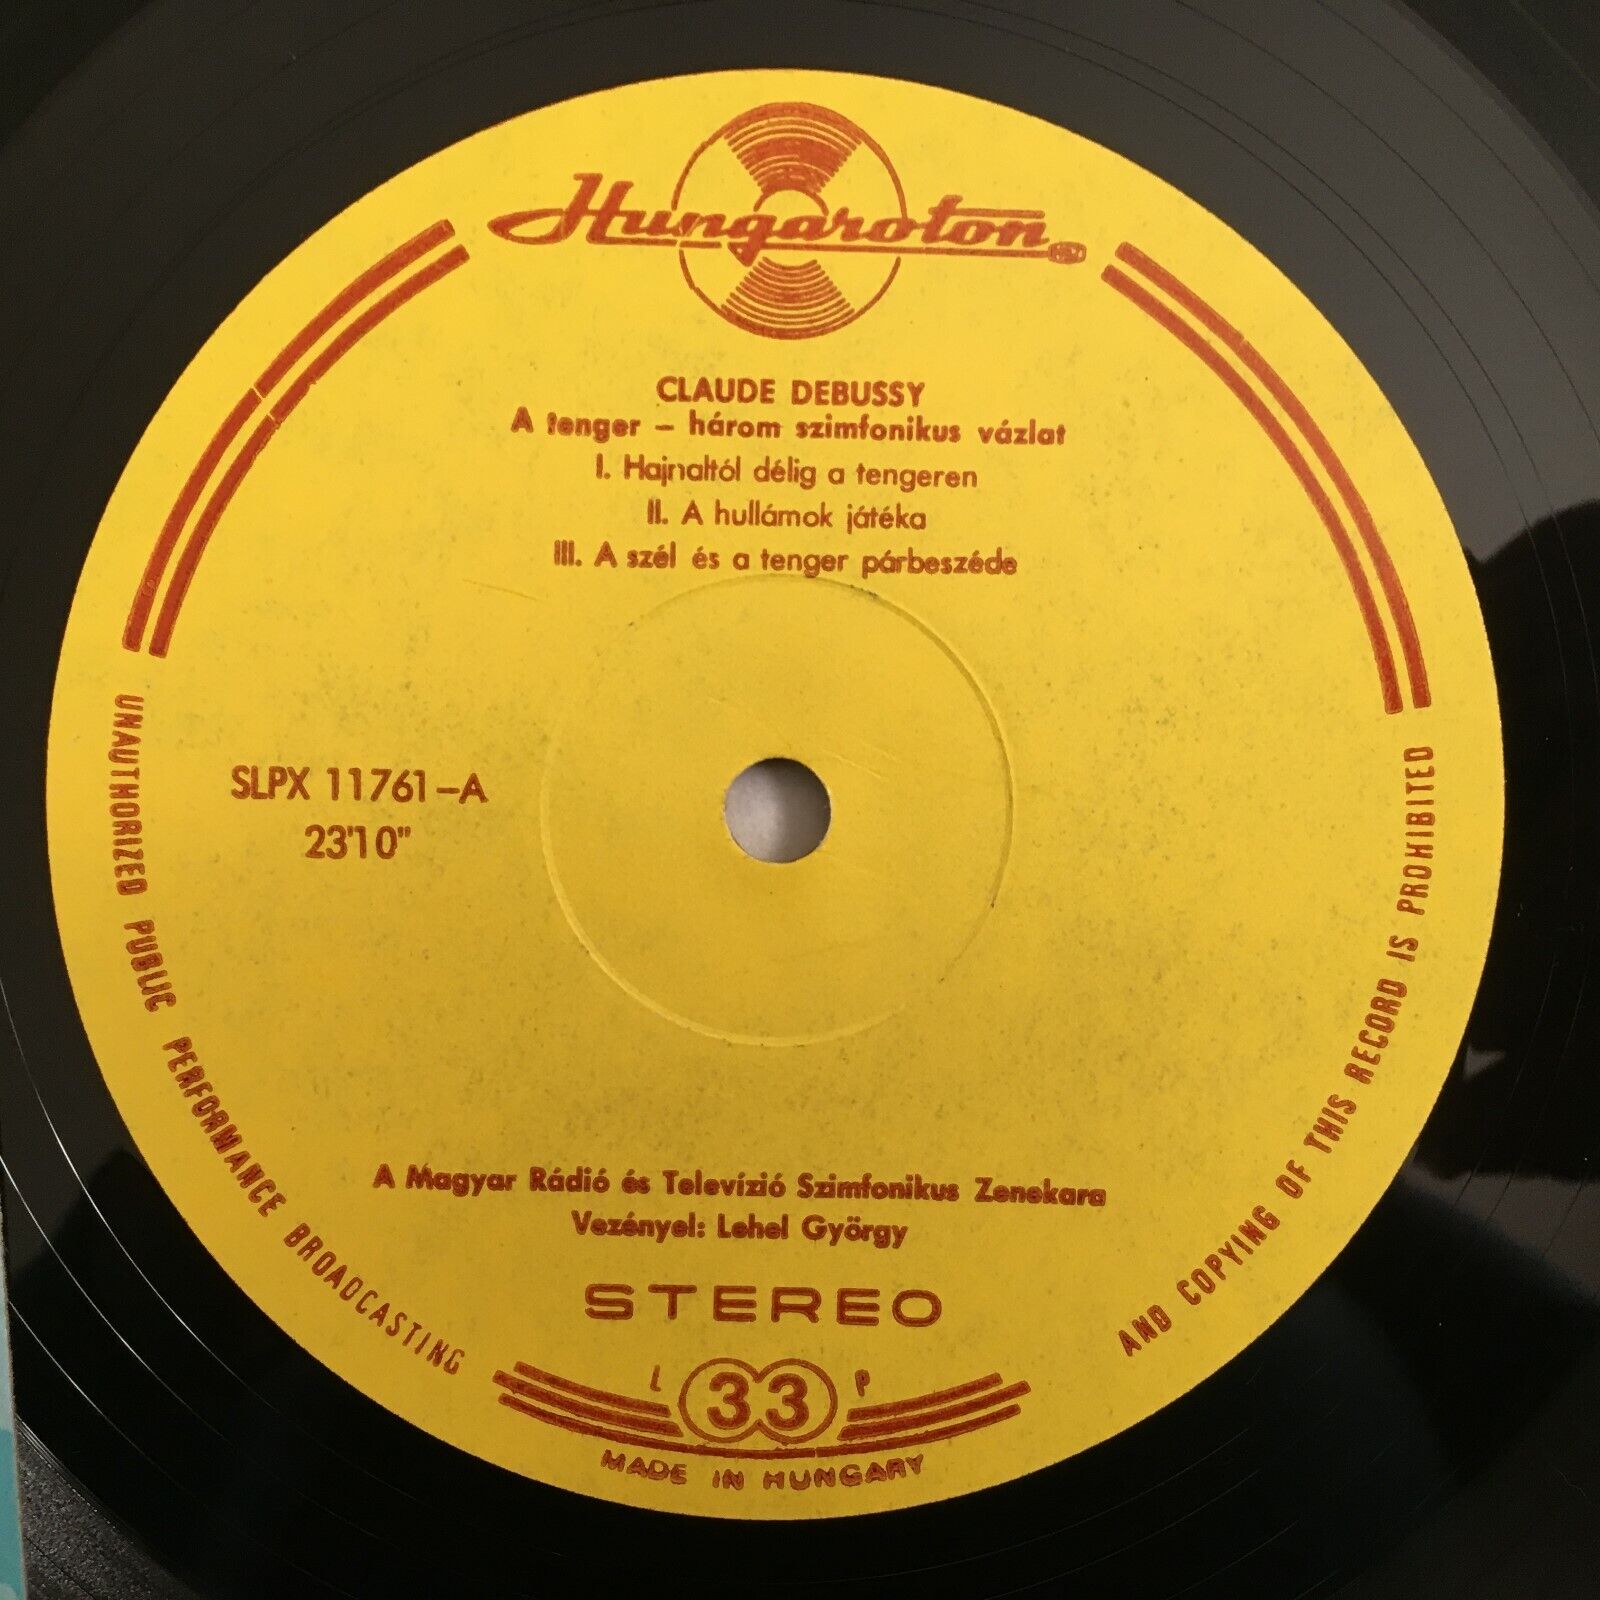 Hungaroton
CLAUDE DEBUSSY
A tenger – három szimfonikus vázlat
I. Hajnaltól délig a tengeren
II. A hullámok játéka
III. A szél és a tenger párbeszéde
SLPX 11761–A
23'10"
A Magyar Rádió és Televízió Szimfonikus Zenekara
Vezényel: Lehel György
STEREO
L 33 P
MADE IN HUNGARY
UNAUTHORIZED PUBLIC PERFORMANCE BROADCASTING
AND COPYING OF THIS RECORD IS PROHIBITED